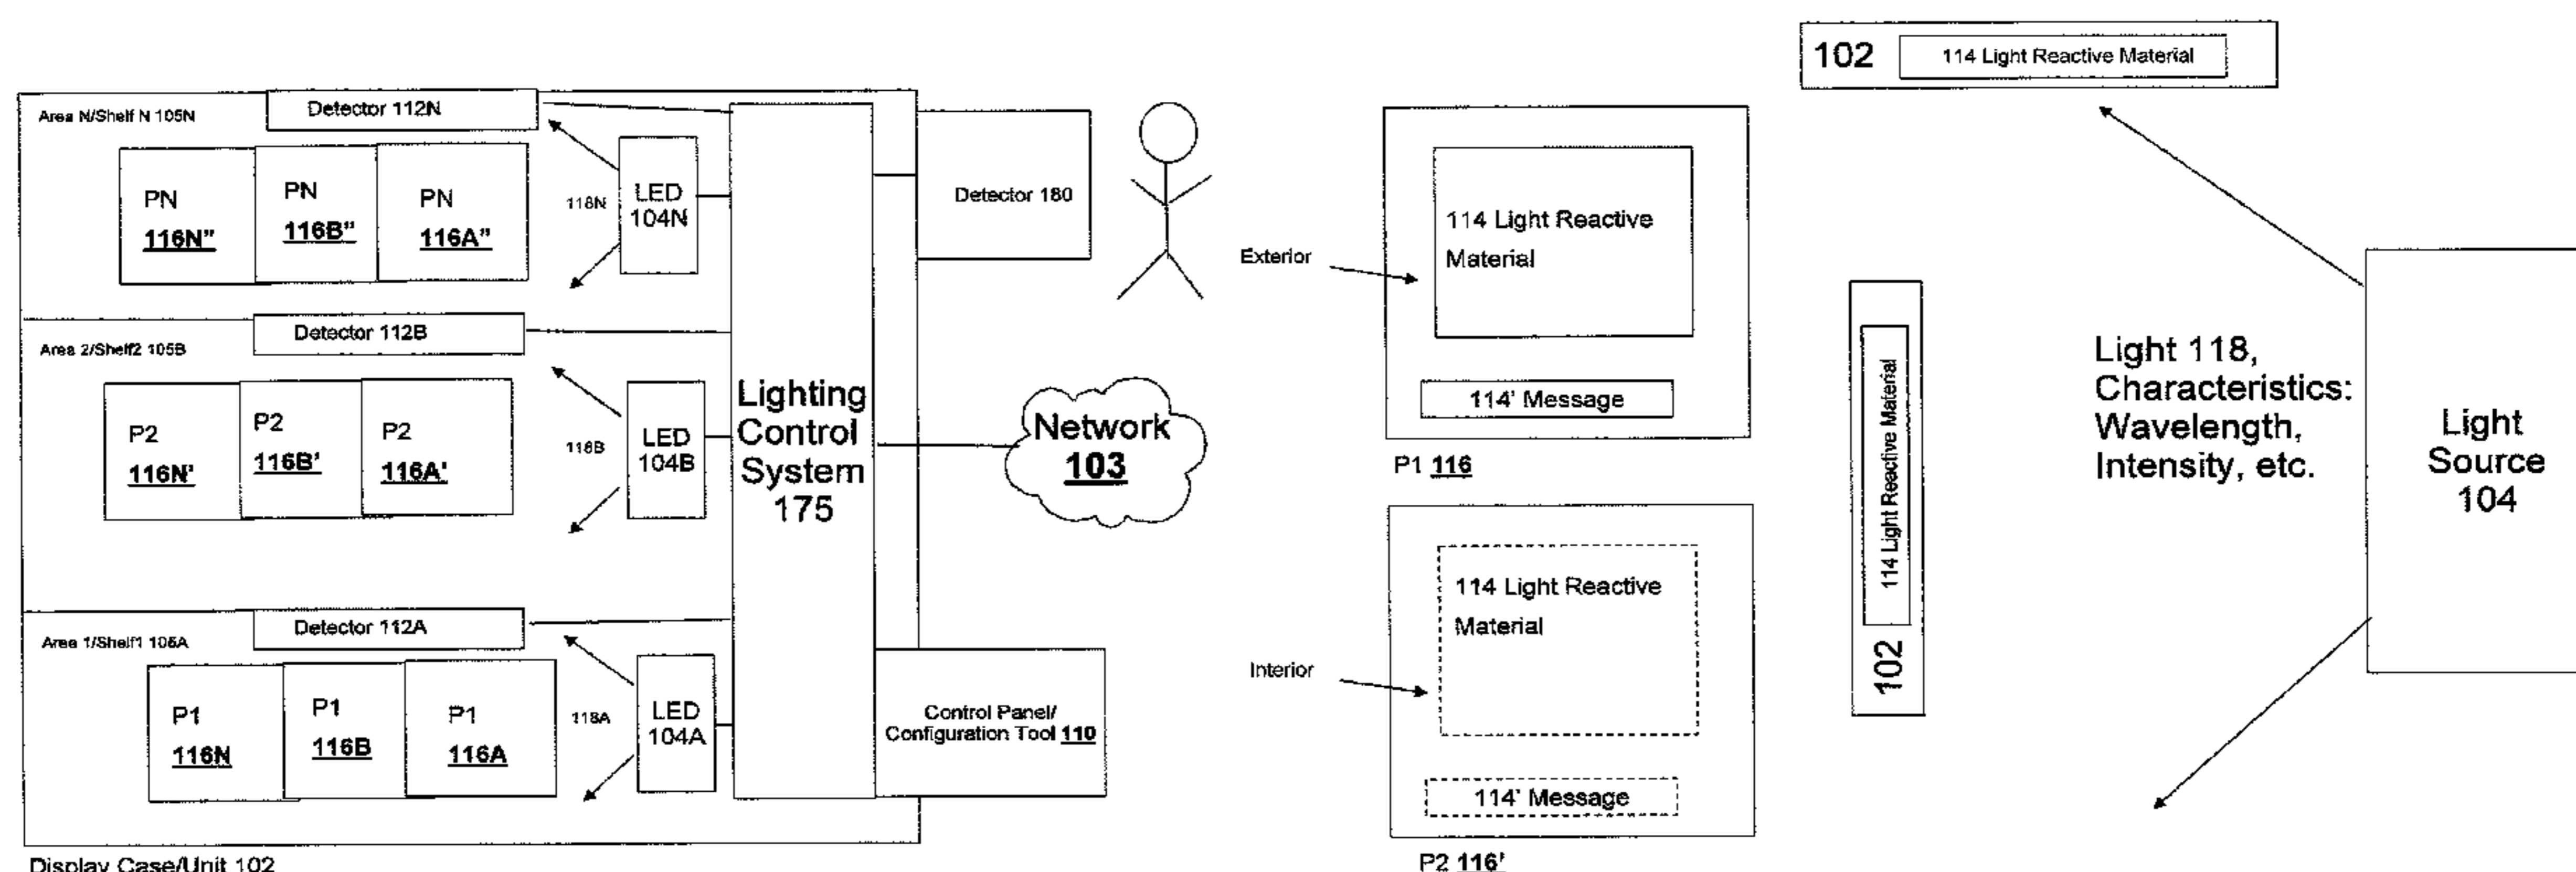 Area N/Shelf N 105N
Detector 112N
PN
116N"
PN
116B"
PN
116A"
118N
LED
104N
Area 2/Shelf2 105B
Detector 112B
P2
116N'
P2
116B'
P2
116A'
118B
LED
104B
Area 1/Shelf1 105A
Detector 112A
P1
116N
P1
116B
P1
116A
118A
LED
104A
Lighting
Control
System
175
Detector 180
Network
103
Control Panel/
Configuration Tool 110
Display Case/Unit 102
Exterior
114 Light Reactive
Material
114' Message
P1 116
Interior
114 Light Reactive
Material
114' Message
P2 116'
102
114 Light Reactive Material
114 Light Reactive Material
102
Light 118,
Characteristics:
Wavelength,
Intensity, etc.
Light
Source
104